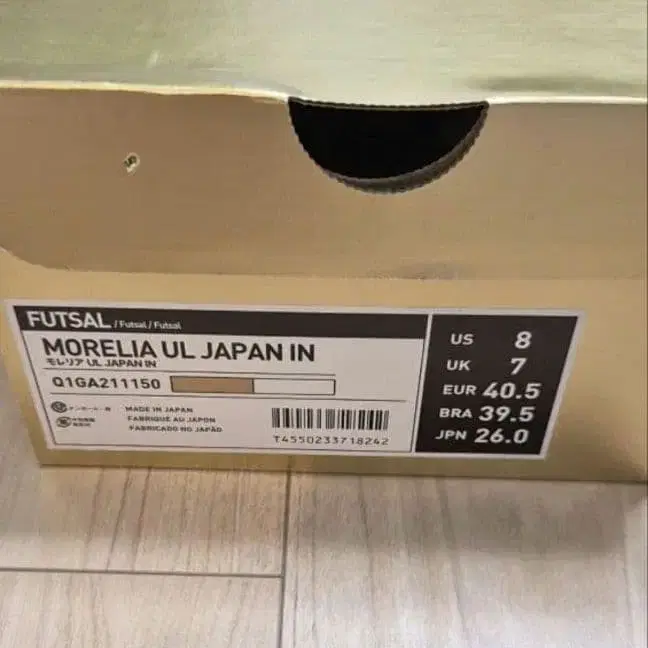 FUTSAL / Futsal / Futsal
MORELIA UL JAPAN IN
モレリア UL JAPAN IN
Q1GA211150
MADE IN JAPAN
FABRIQUÉ AU JAPON
FABRICADO NO JAPÃO
T4550233718242
US 8
UK 7
EUR 40.5
BRA 39.5
JPN 26.0